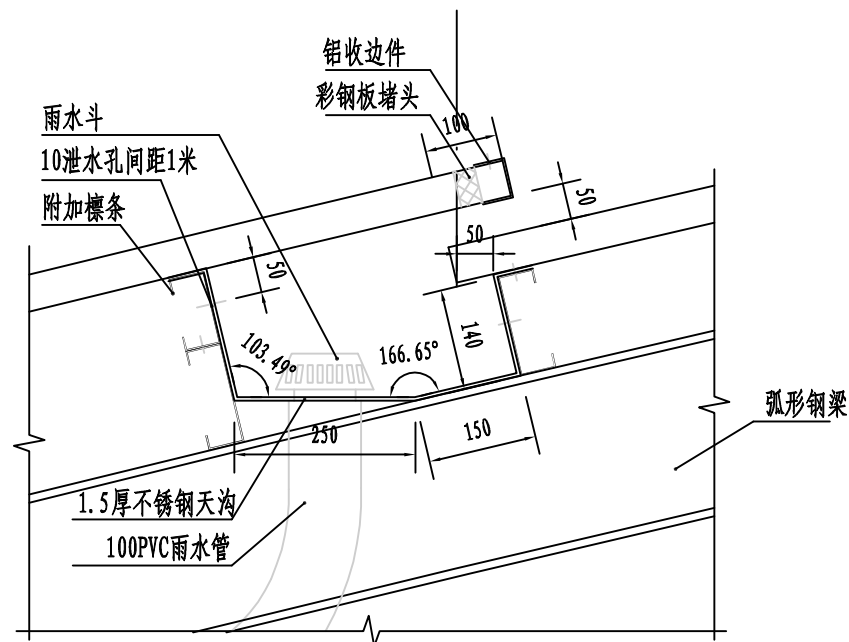 铝收边件
彩钢板堵头
100
雨水斗
10泄水孔间距1米
附加檩条
50
50
50
140
103.49°
166.65°
250
150
弧形钢梁
1.5厚不锈钢天沟
100PVC雨水管